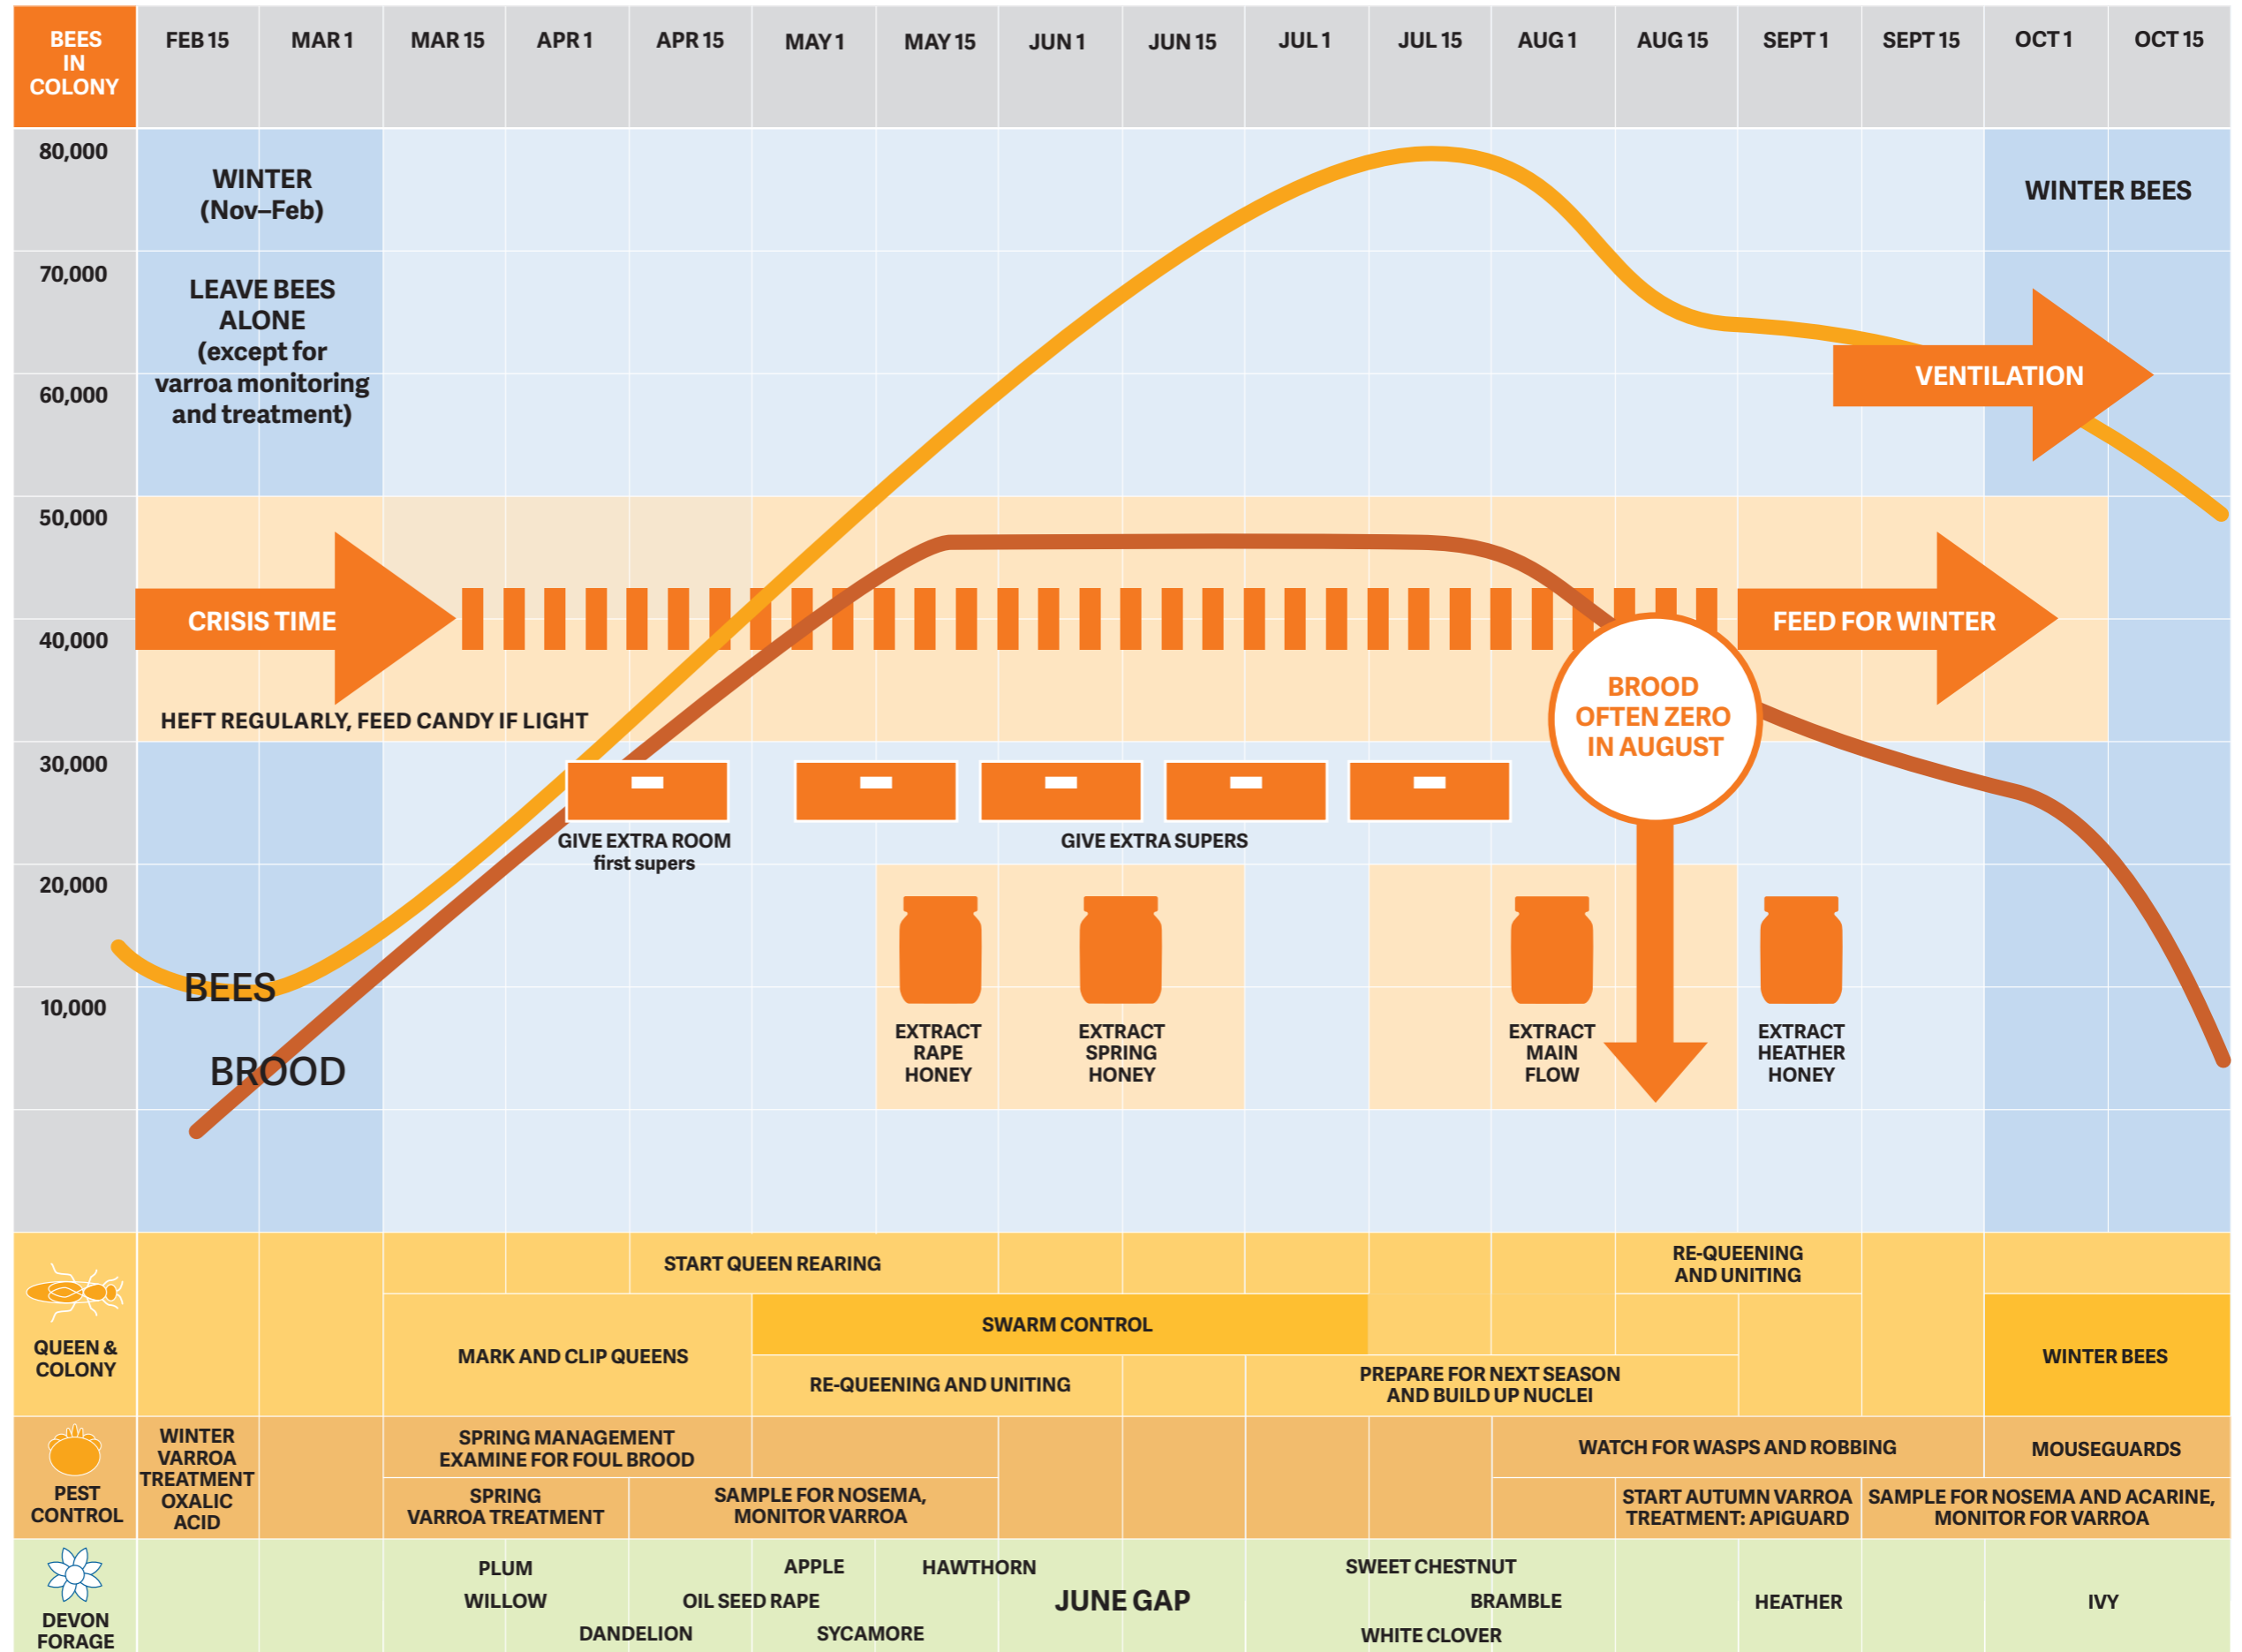 BEES
IN
COLONY
FEB 15
MAR 1
MAR 15
APR 1
APR 15
MAY 1
MAY 15
JUN 1
JUN 15
JUL 1
JUL 15
AUG 1
AUG 15
SEPT 1
SEPT 15
OCT 1
OCT 15
80,000
70,000
60,000
50,000
40,000
30,000
20,000
10,000
WINTER
(Nov–Feb)
LEAVE BEES
ALONE
(except for
varroa monitoring
and treatment)
WINTER BEES
VENTILATION
CRISIS TIME
FEED FOR WINTER
HEFT REGULARLY, FEED CANDY IF LIGHT
BROOD
OFTEN ZERO
IN AUGUST
GIVE EXTRA ROOM
first supers
GIVE EXTRA SUPERS
BEES
BROOD
EXTRACT
RAPE
HONEY
EXTRACT
SPRING
HONEY
EXTRACT
MAIN
FLOW
EXTRACT
HEATHER
HONEY
QUEEN &
COLONY
START QUEEN REARING
RE-QUEENING
AND UNITING
MARK AND CLIP QUEENS
SWARM CONTROL
RE-QUEENING AND UNITING
PREPARE FOR NEXT SEASON
AND BUILD UP NUCLEI
WINTER BEES
PEST
CONTROL
WINTER
VARROA
TREATMENT
OXALIC
ACID
SPRING MANAGEMENT
EXAMINE FOR FOUL BROOD
SPRING
VARROA TREATMENT
SAMPLE FOR NOSEMA,
MONITOR VARROA
WATCH FOR WASPS AND ROBBING
MOUSEGUARDS
START AUTUMN VARROA
TREATMENT: APIGUARD
SAMPLE FOR NOSEMA AND ACARINE,
MONITOR FOR VARROA
DEVON
FORAGE
PLUM
WILLOW
DANDELION
OIL SEED RAPE
APPLE
SYCAMORE
HAWTHORN
JUNE GAP
SWEET CHESTNUT
BRAMBLE
WHITE CLOVER
HEATHER
IVY